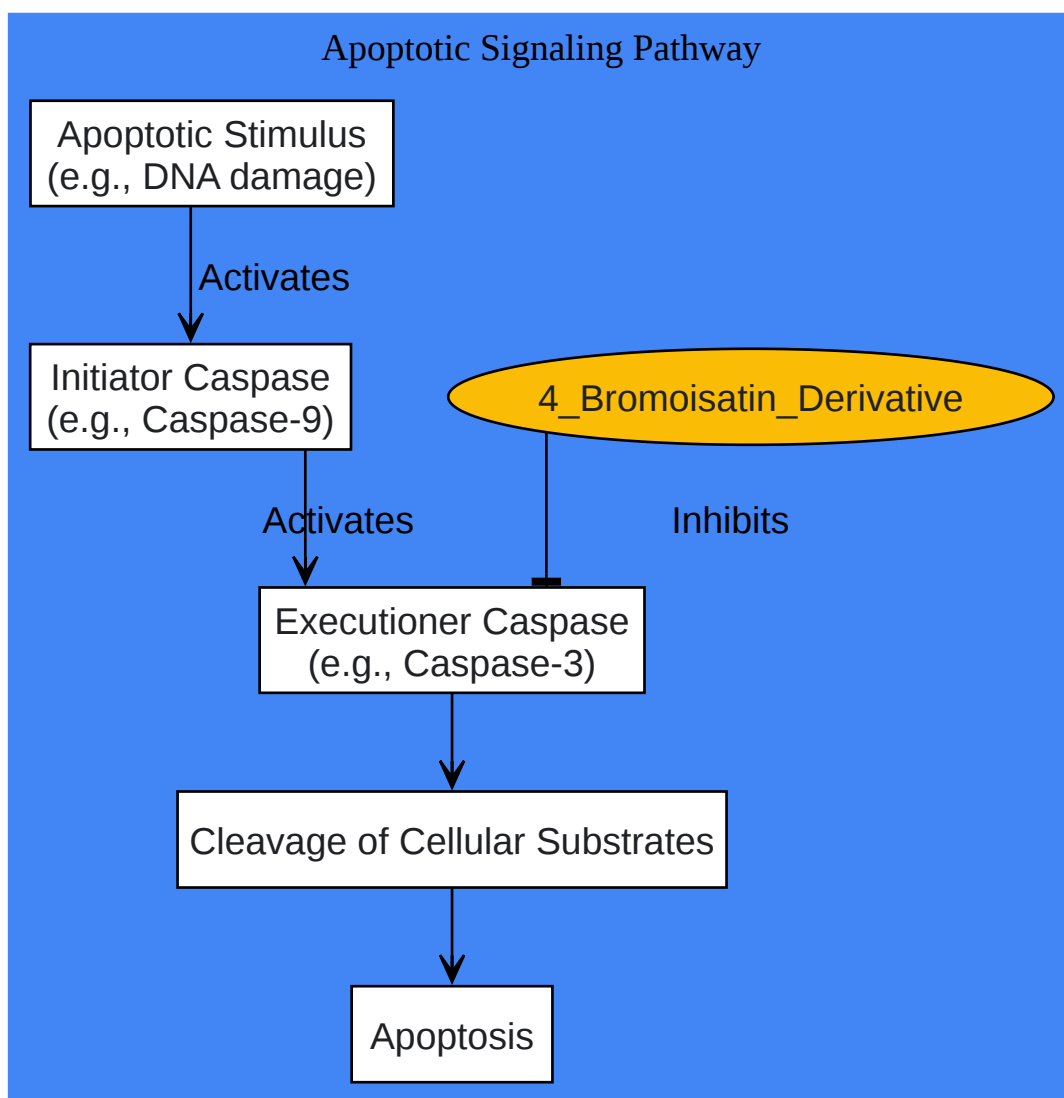 Apoptotic Signaling Pathway
Apoptotic Stimulus
(e.g., DNA damage)
Activates
Initiator Caspase
(e.g., Caspase-9)
4_Bromoisatin_Derivative
Activates
Inhibits
Executioner Caspase
(e.g., Caspase-3)
Cleavage of Cellular Substrates
Apoptosis